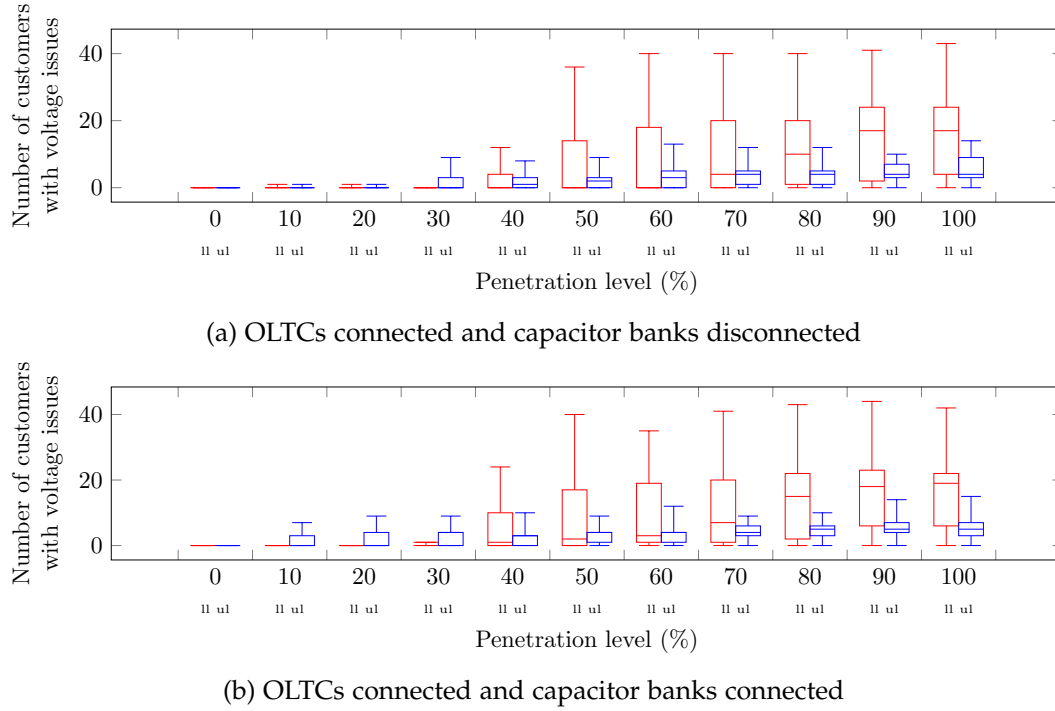 Number of customers
with voltage issues
40
20
0
0 10 20 30 40 50 60 70 80 90 100
ll ul ll ul ll ul ll ul ll ul ll ul ll ul ll ul ll ul ll ul ll ul
Penetration level (%)
(a) OLTCs connected and capacitor banks disconnected
Number of customers
with voltage issues
40
20
0
0 10 20 30 40 50 60 70 80 90 100
ll ul ll ul ll ul ll ul ll ul ll ul ll ul ll ul ll ul ll ul ll ul
Penetration level (%)
(b) OLTCs connected and capacitor banks connected